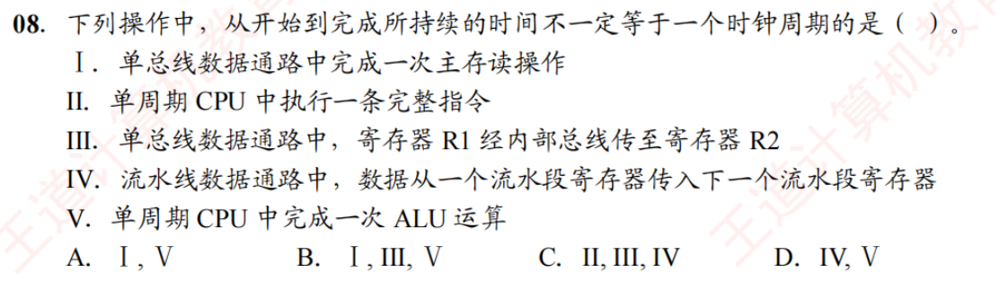 08. 下列操作中，从开始到完成所持续的时间不一定等于一个时钟周期的是（ ）。
Ⅰ. 单总线数据通路中完成一次主存读操作
II. 单周期 CPU 中执行一条完整指令
III. 单总线数据通路中，寄存器 R1 经内部总线传至寄存器 R2
IV. 流水线数据通路中，数据从一个流水段寄存器传入下一个流水段寄存器
V. 单周期 CPU 中完成一次 ALU 运算
A. Ⅰ, V B. Ⅰ, III, V C. II, III, IV D. IV, V
王道计算机教育